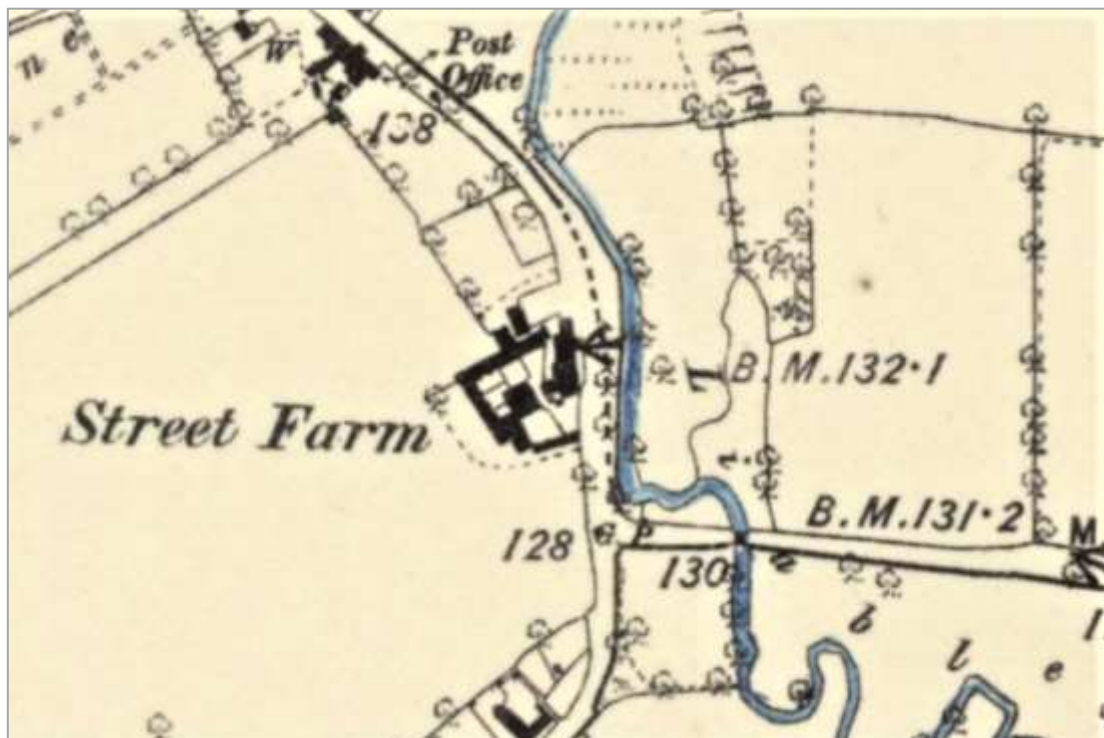 n e
W
Post
Office
138
L
B. M. 132·1
Street Farm
i
B. M. 131·2
128
G. P.
130
n
M
b
l
e